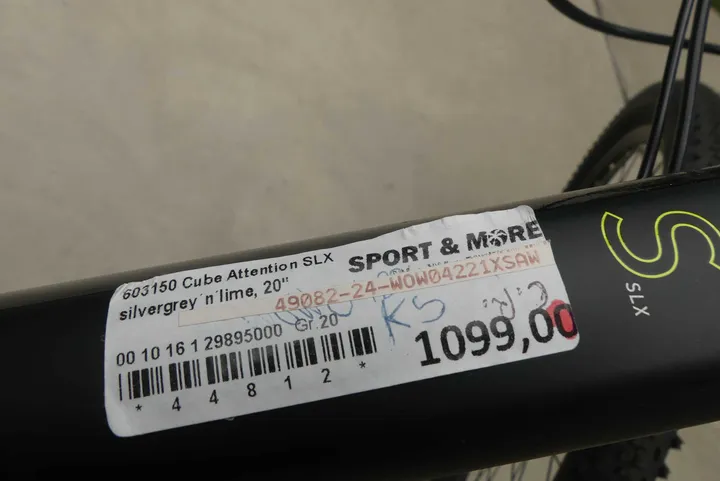 603150 Cube Attention SLX
SPORT & MORE
silvergrey´n´lime, 20"
49082-24-WOW04221XSAW
00 10 16 1 29895000 Gr.20
KS
1099,00
* 4 4 8 1 2 *
S
SLX